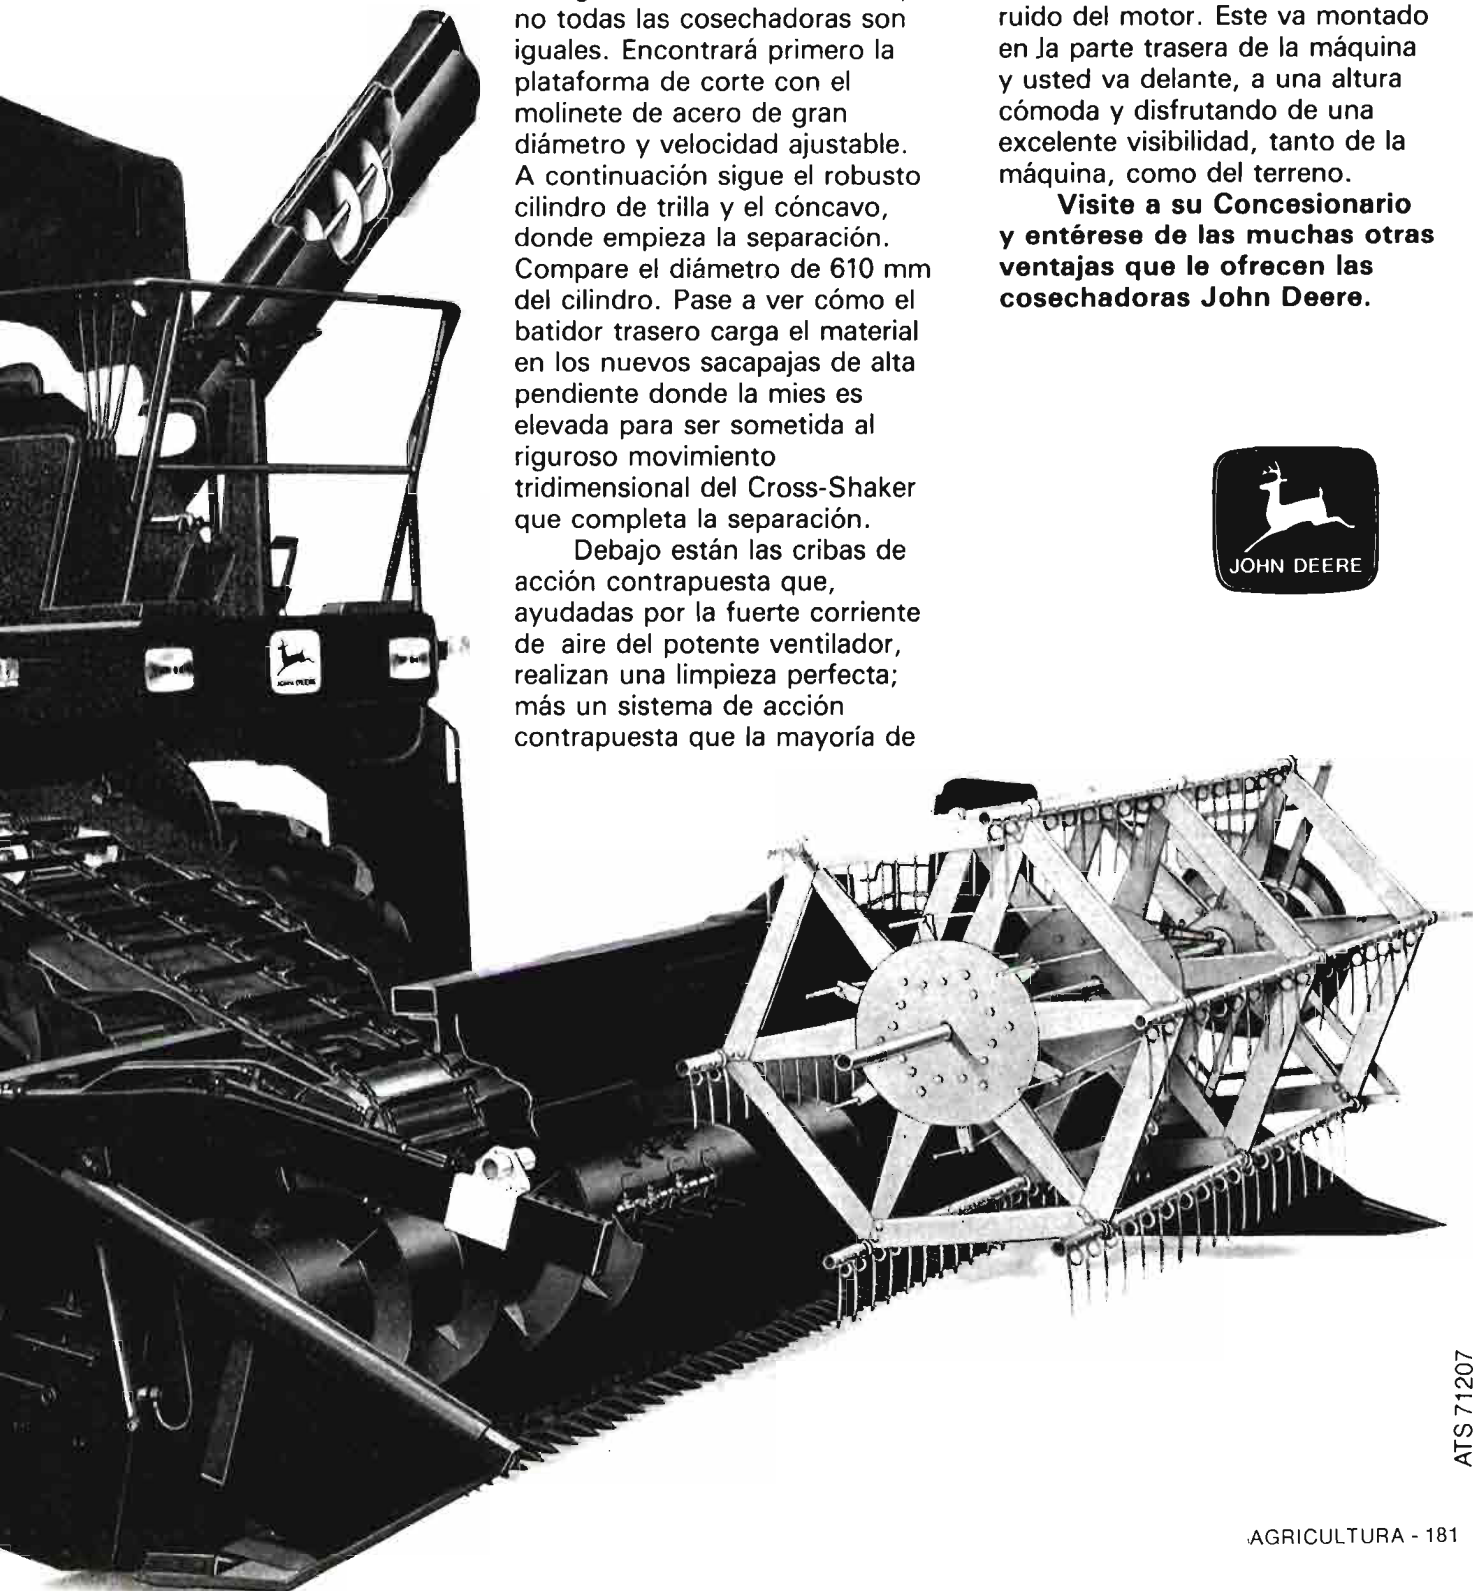 no todas las cosechadoras son
iguales. Encontrará primero la
plataforma de corte con el
molinete de acero de gran
diámetro y velocidad ajustable.
A continuación sigue el robusto
cilindro de trilla y el cóncavo,
donde empieza la separación.
Compare el diámetro de 610 mm
del cilindro. Pase a ver cómo el
batidor trasero carga el material
en los nuevos sacapajas de alta
pendiente donde la mies es
elevada para ser sometida al
riguroso movimiento
tridimensional del Cross-Shaker
que completa la separación.
Debajo están las cribas de
acción contrapuesta que,
ayudadas por la fuerte corriente
de aire del potente ventilador,
realizan una limpieza perfecta;
más un sistema de acción
contrapuesta que la mayoría de
ruido del motor. Este va montado
en la parte trasera de la máquina
y usted va delante, a una altura
cómoda y disfrutando de una
excelente visibilidad, tanto de la
máquina, como del terreno.
Visite a su Concesionario
y entérese de las muchas otras
ventajas que le ofrecen las
cosechadoras John Deere.
JOHN DEERE
JOHN DEERE
ATS 71207
AGRICULTURA - 181